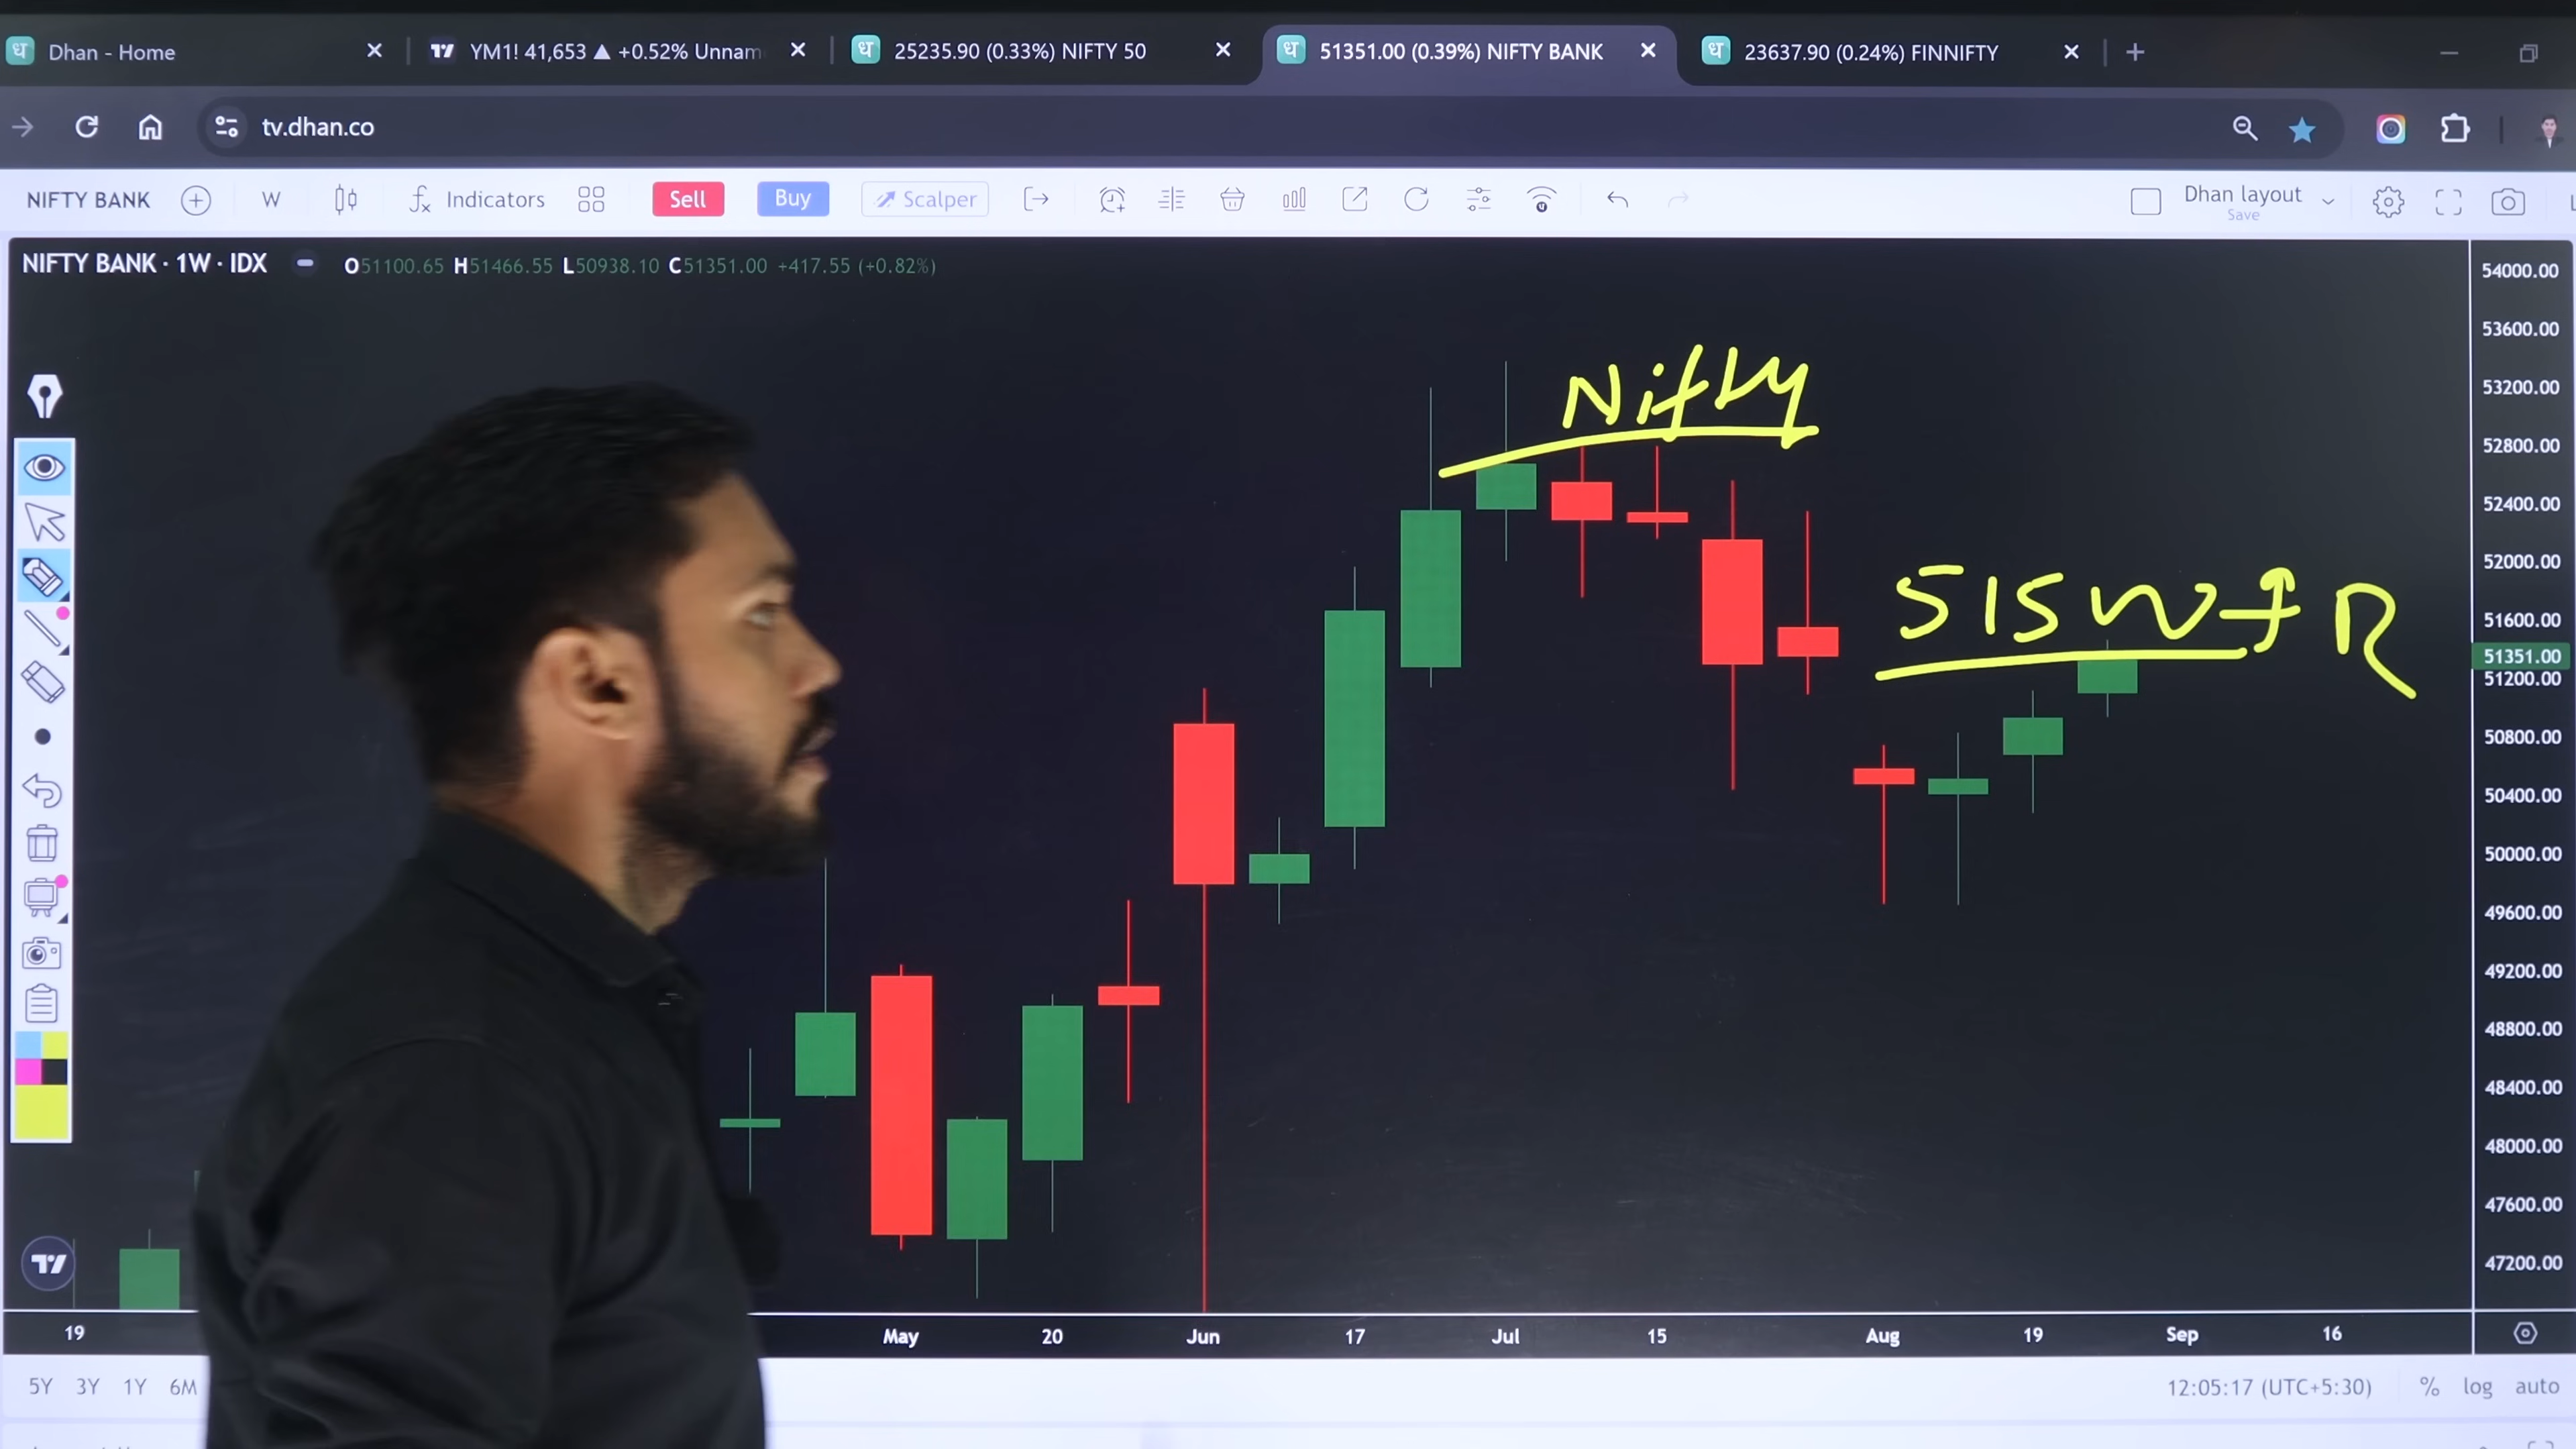 Dhan - Home
YM1! 41,653 ▲ +0.52% Unnam
25235.90 (0.33%) NIFTY 50
51351.00 (0.39%) NIFTY BANK
23637.90 (0.24%) FINNIFTY
tv.dhan.co
NIFTY BANK
W
Indicators
Sell
Buy
Scalper
Dhan layout
Save
NIFTY BANK · 1W · IDX
O51100.65 H51466.55 L50938.10 C51351.00 +417.55 (+0.82%)
54000.00
53600.00
Nifty
53200.00
52800.00
52400.00
52000.00
R
51600.00
51351.00
51200.00
50800.00
50400.00
50000.00
49600.00
49200.00
48800.00
48400.00
48000.00
47600.00
47200.00
19 May 20 Jun 17 Jul 15 Aug 19 Sep 16
5Y 3Y 1Y 6M
12:05:17 (UTC+5:30) % log auto